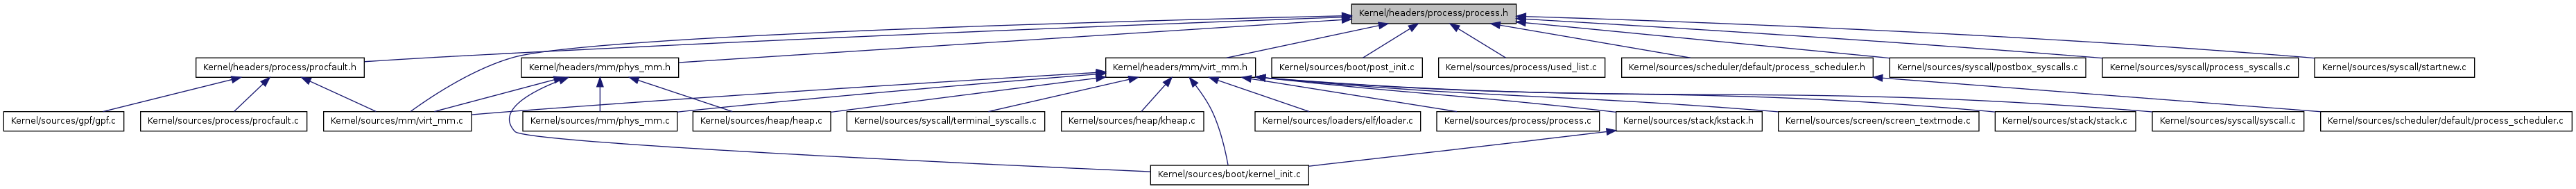 Kernel/headers/process/process.h
Kernel/headers/process/procfault.h
Kernel/headers/mm/phys_mm.h
Kernel/headers/mm/virt_mm.h
Kernel/sources/boot/post_init.c
Kernel/sources/process/used_list.c
Kernel/sources/scheduler/default/process_scheduler.h
Kernel/sources/syscall/postbox_syscalls.c
Kernel/sources/syscall/process_syscalls.c
Kernel/sources/syscall/startnew.c
Kernel/sources/gpf/gpf.c
Kernel/sources/process/procfault.c
Kernel/sources/mm/virt_mm.c
Kernel/sources/mm/phys_mm.c
Kernel/sources/heap/heap.c
Kernel/sources/syscall/terminal_syscalls.c
Kernel/sources/heap/kheap.c
Kernel/sources/loaders/elf/loader.c
Kernel/sources/process/process.c
Kernel/sources/stack/kstack.h
Kernel/sources/screen/screen_textmode.c
Kernel/sources/stack/stack.c
Kernel/sources/syscall/syscall.c
Kernel/sources/scheduler/default/process_scheduler.c
Kernel/sources/boot/kernel_init.c